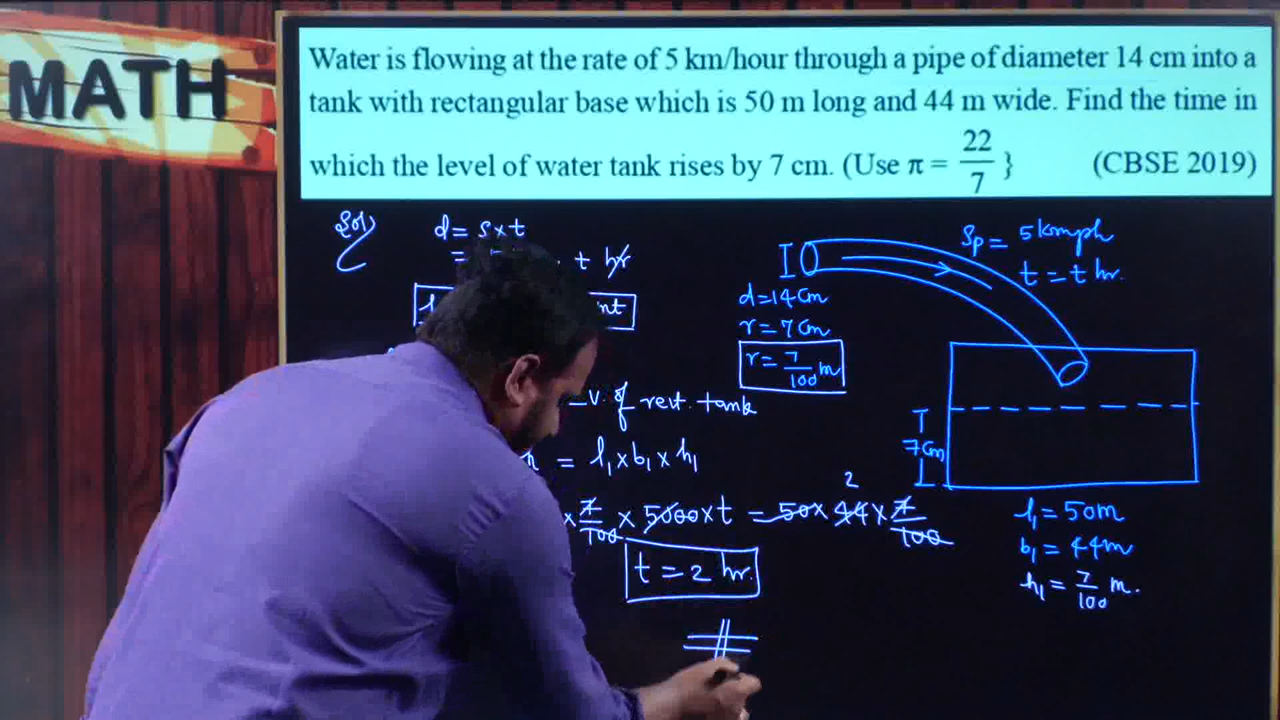 MATH
Water is flowing at the rate of 5 km/hour through a pipe of diameter 14 cm into a
tank with rectangular base which is 50 m long and 44 m wide. Find the time in
which the level of water tank rises by 7 cm. (Use π = 22/7} (CBSE 2019)
Sol
d = s×t
= t hr
nt
V. of rect. tank
= l₁×b₁×h₁
× 7/100 × 5000×t = 50× 44 × 7/100
2
t = 2 hr.
Sp = 5 kmph
t = t hr.
d=14 cm
r = 7 cm
r = 7/100 m
7 cm
l₁ = 50m
b₁ = 44m
h₁ = 7/100 m.